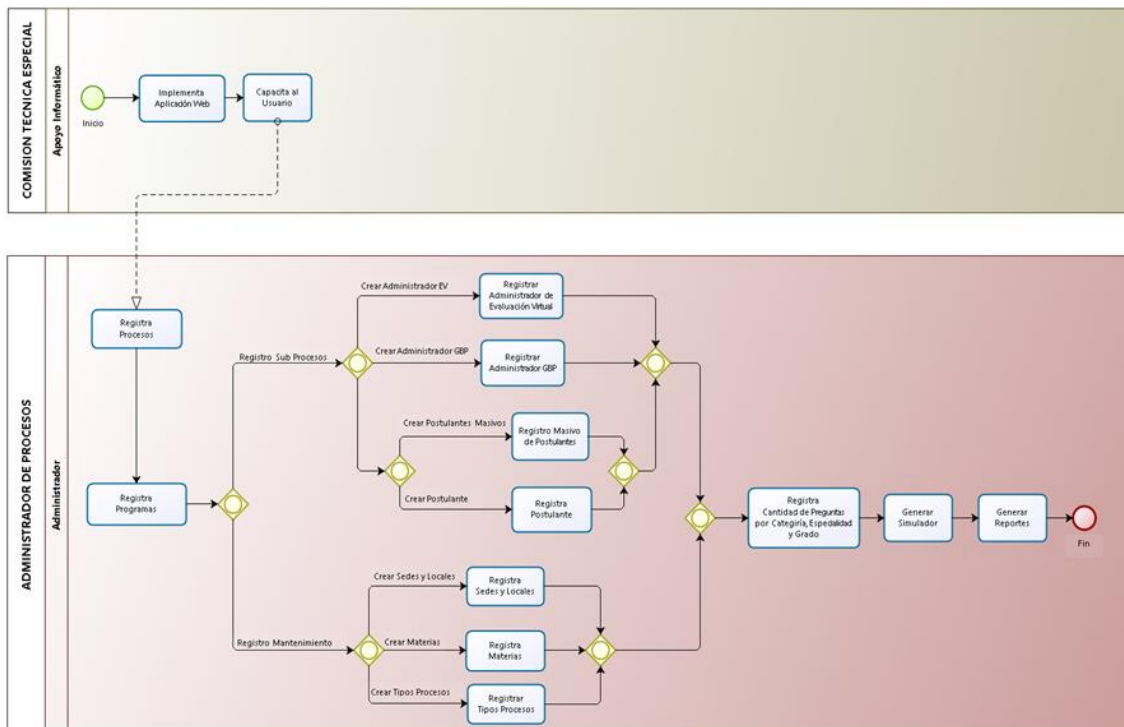 COMISION TECNICA ESPECIAL
Apoyo Informático
Inicio
Implementa
Aplicación Web
Capacita al
Usuario
ADMINISTRADOR DE PROCESOS
Administrador
Registra
Procesos
Registra
Programas
Registro Sub Procesos
Crear Administrador EV
Registrar
Administrador de
Evaluación Virtual
Crear Administrador GBP
Registrar
Administrador GBP
Crear Postulantes Masivos
Registro Masivo
de Postulantes
Crear Postulante
Registra
Postulante
Registro Mantenimiento
Crear Sedes y Locales
Registra
Sedes y Locales
Crear Materias
Registra
Materias
Crear Tipos Procesos
Registrar
Tipos Procesos
Registra
Cantidad de Preguntas
por Categiría, Espedalidad
y Grado
Generar
Simulador
Generar
Reportes
Fin